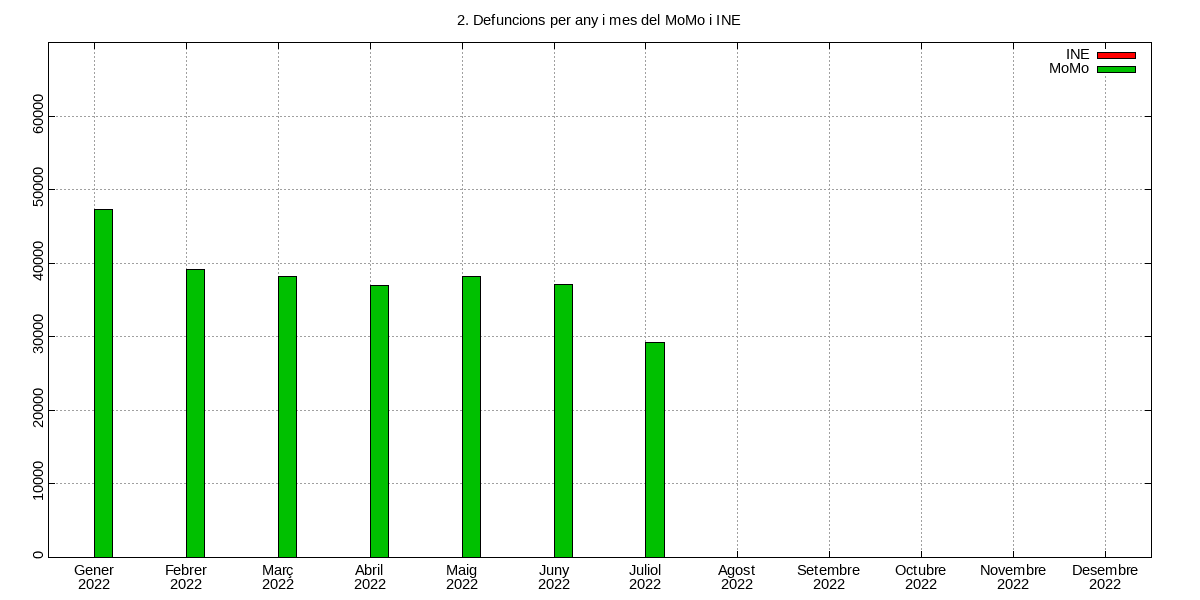 2. Defuncions per any i mes del MoMo i INE
INE
MoMo
60000
50000
40000
30000
20000
10000
0
Gener Febrer Març Abril Maig Juny Juliol Agost Setembre Octubre Novembre Desembre
2022 2022 2022 2022 2022 2022 2022 2022 2022 2022 2022 2022